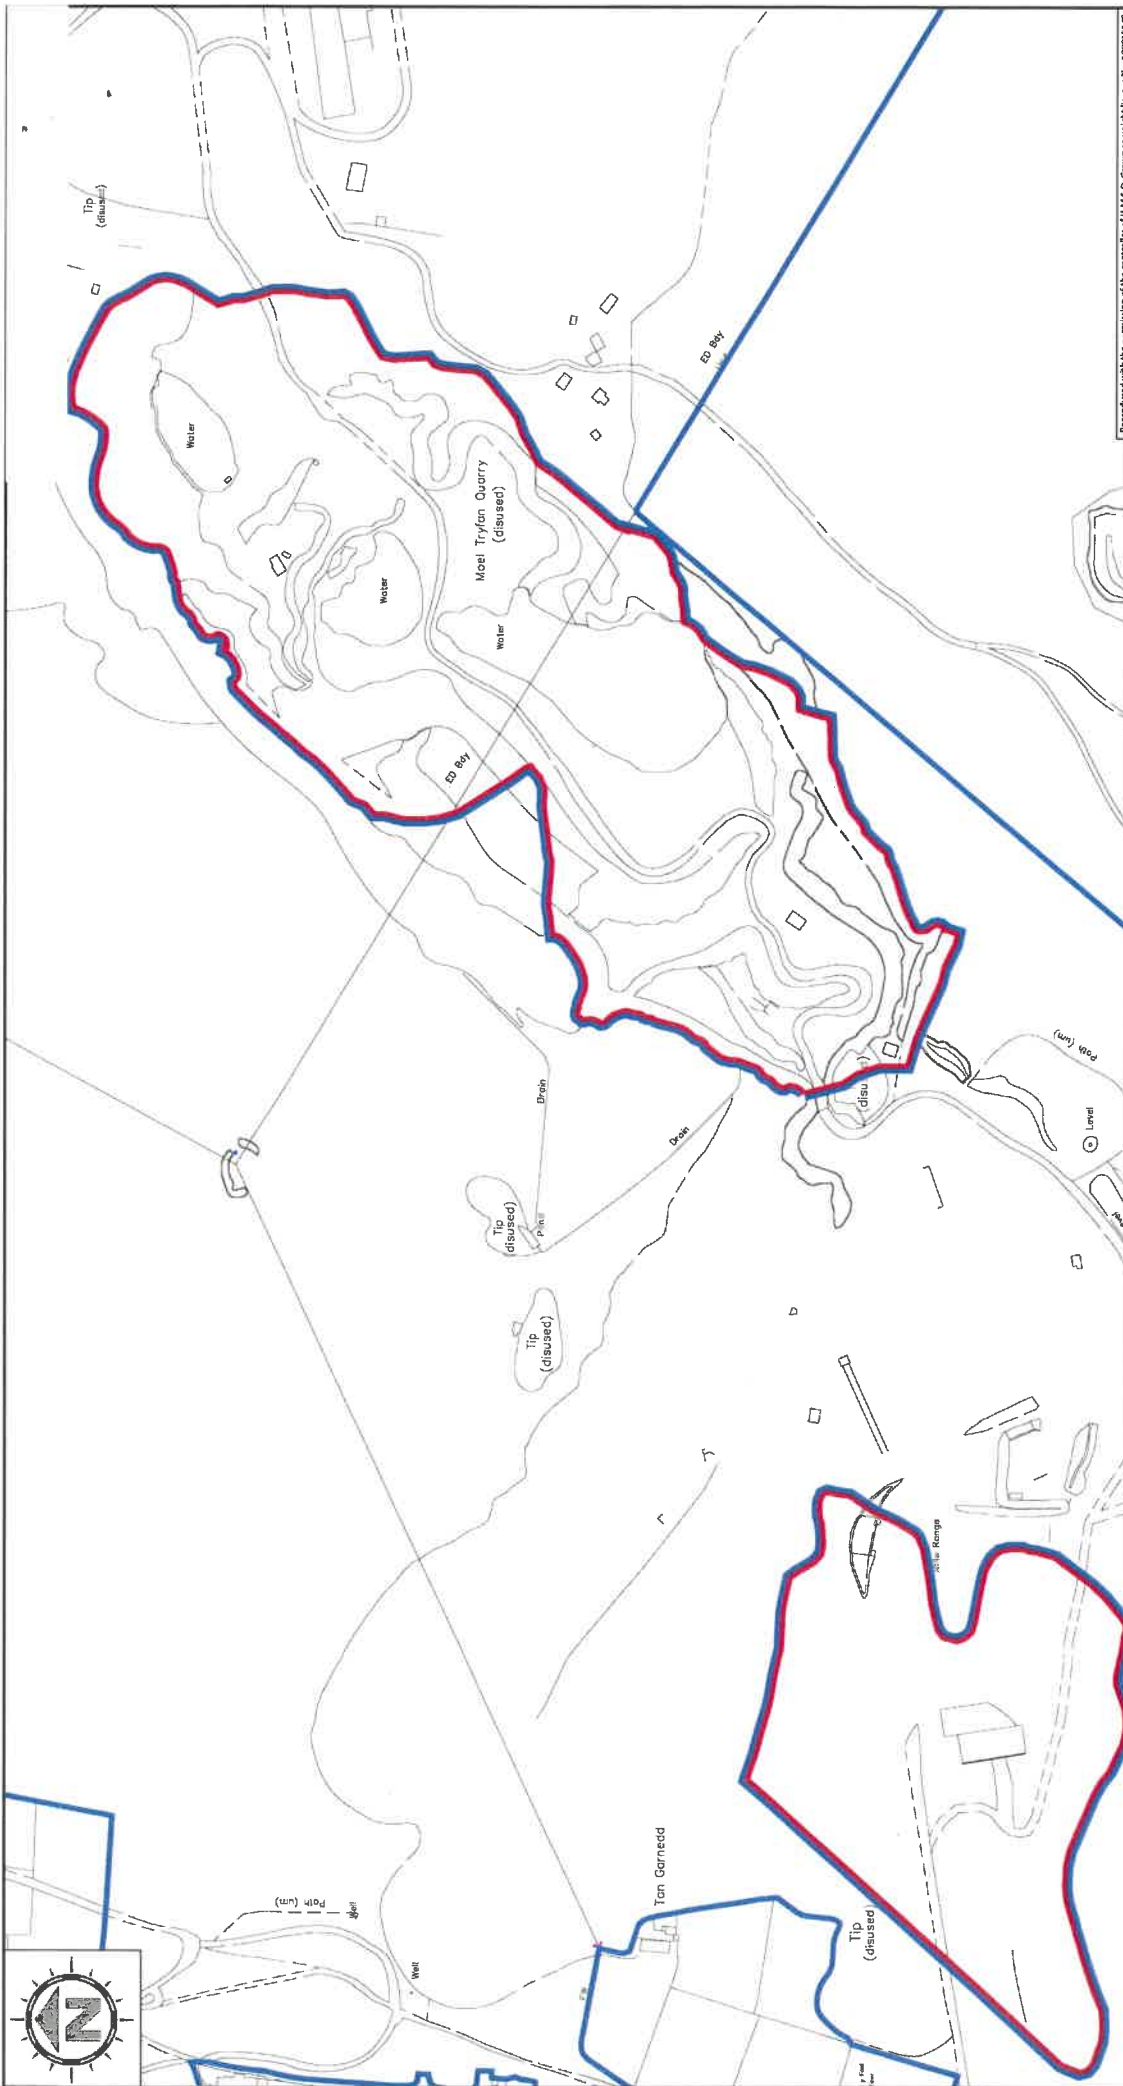 Tip
(disused)
Water
Moel Tryfan Quarry
(disused)
Water
Water
ED Bdy
ED Bdy
Drain
Drain
Path (um)
Level
Tip
(disused)
Tip
(disused)
Range
Path (um)
Well
Well
Tan Garnedd
Tip
(disused)
N